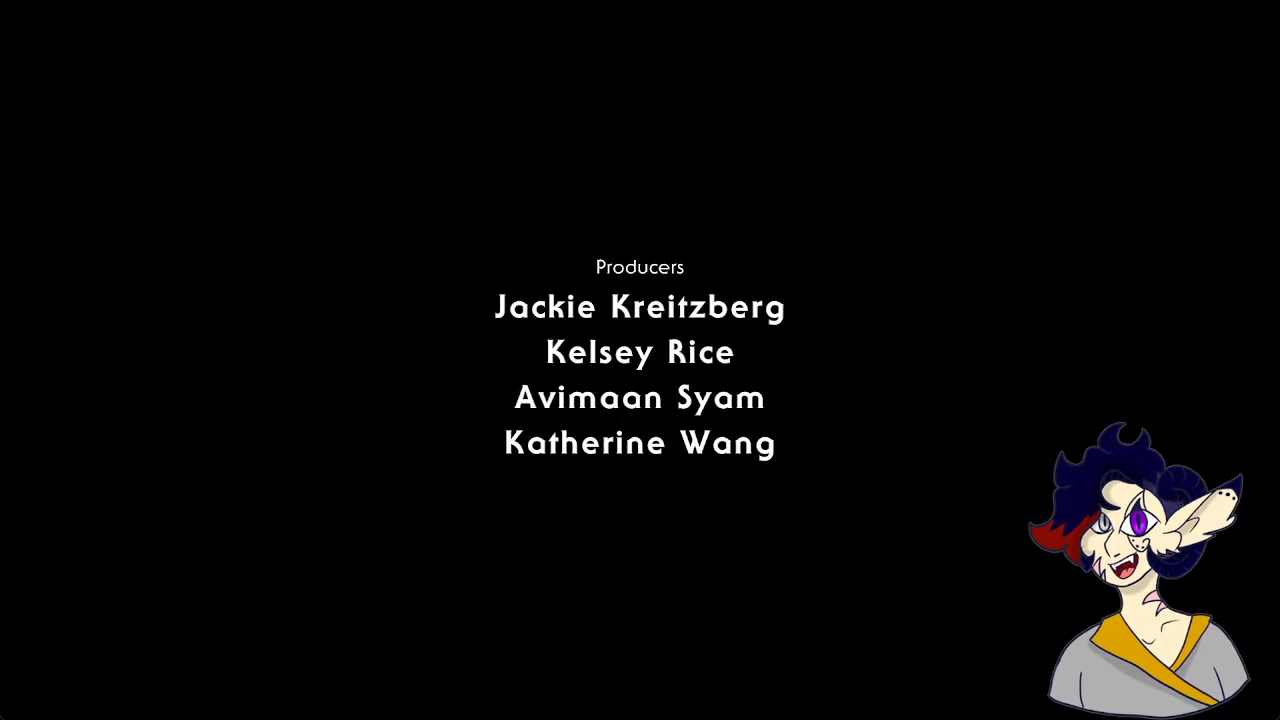 Producers
Jackie Kreitzberg
Kelsey Rice
Avimaan Syam
Katherine Wang